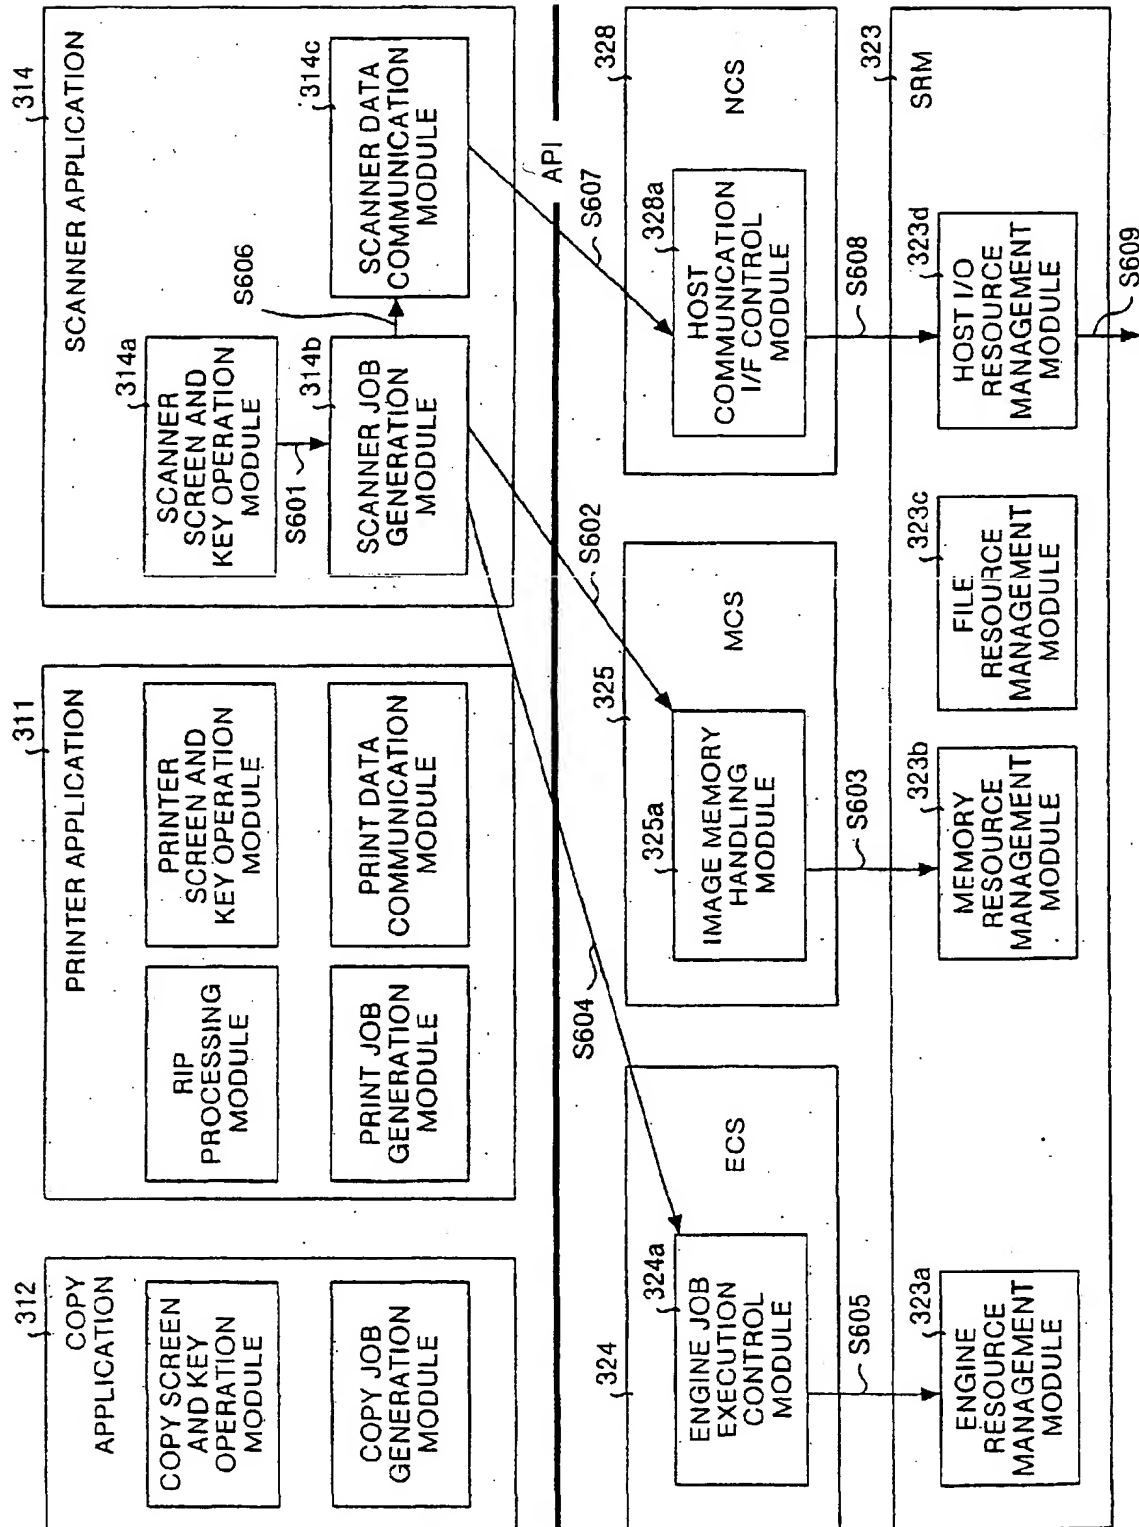 312
COPY
APPLICATION
COPY SCREEN
AND KEY
OPERATION
MODULE
COPY JOB
GENERATION
MODULE
311
PRINTER APPLICATION
RIP
PROCESSING
MODULE
PRINTER
SCREEN AND
KEY OPERATION
MODULE
PRINT JOB
GENERATION
MODULE
PRINT DATA
COMMUNICATION
MODULE
314
SCANNER APPLICATION
314a
SCANNER
SCREEN AND
KEY OPERATION
MODULE
S601
S606
314b
SCANNER JOB
GENERATION
MODULE
314c
SCANNER DATA
COMMUNICATION
MODULE
API
S604
S602
S607
324
ECS
324a
ENGINE JOB
EXECUTION
CONTROL
MODULE
325
MCS
325a
IMAGE MEMORY
HANDLING
MODULE
328
NCS
328a
HOST
COMMUNICATION
I/F CONTROL
MODULE
S605
S603
S608
323
SRM
323a
ENGINE
RESOURCE
MANAGEMENT
MODULE
323b
MEMORY
RESOURCE
MANAGEMENT
MODULE
323c
FILE
RESOURCE
MANAGEMENT
MODULE
323d
HOST I/O
RESOURCE
MANAGEMENT
MODULE
S609